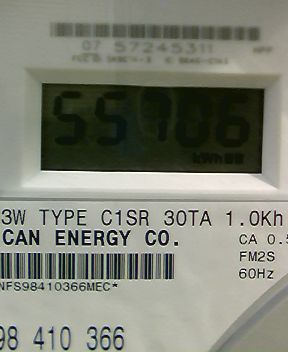 07 57245311
55706
kWh
3W TYPE C1SR 30TA 1.0Kh
CAN ENERGY CO.
CA 0.5
FM2S
60Hz
NFS98410366MEC*
98 410 366